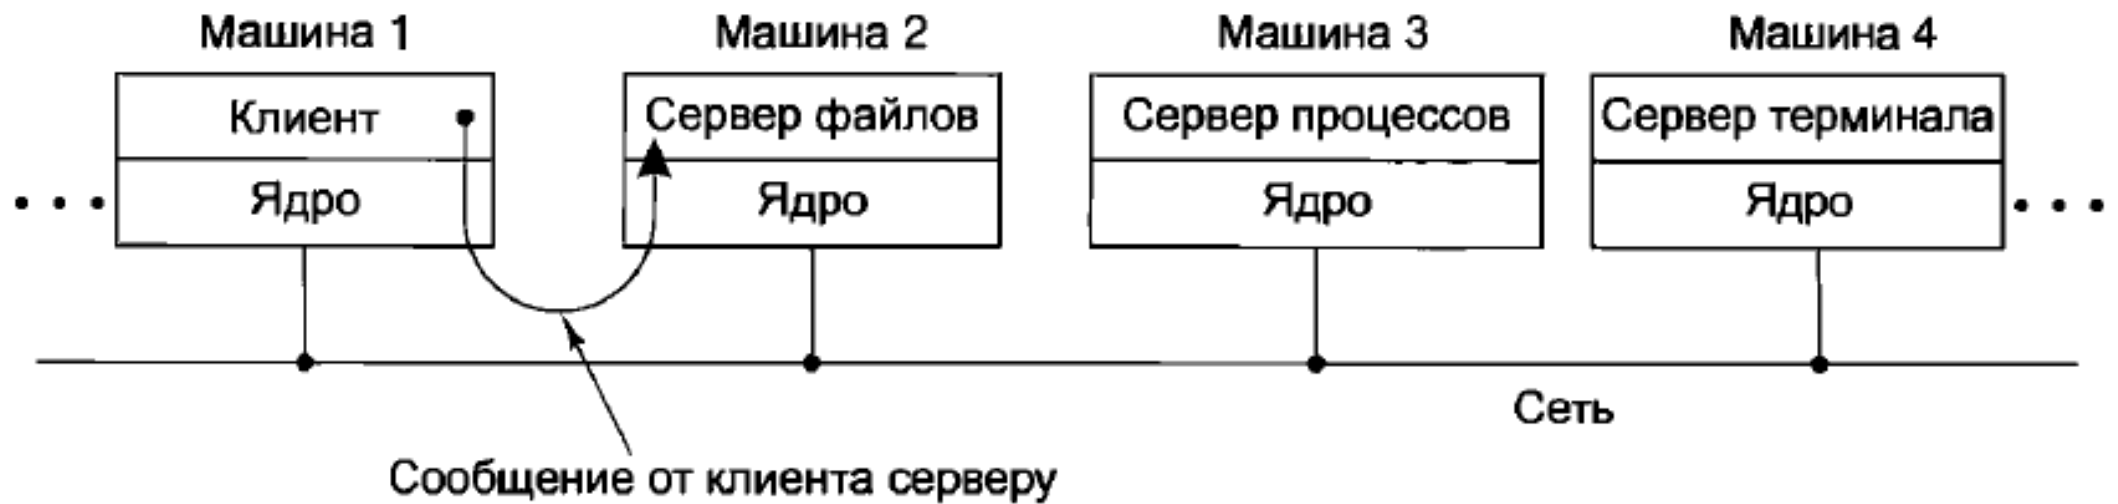 Машина 1
Машина 2
Машина 3
Машина 4
Клиент
Сервер файлов
Сервер процессов
Сервер терминала
Ядро
Ядро
Ядро
Ядро
Сеть
Сообщение от клиента серверу